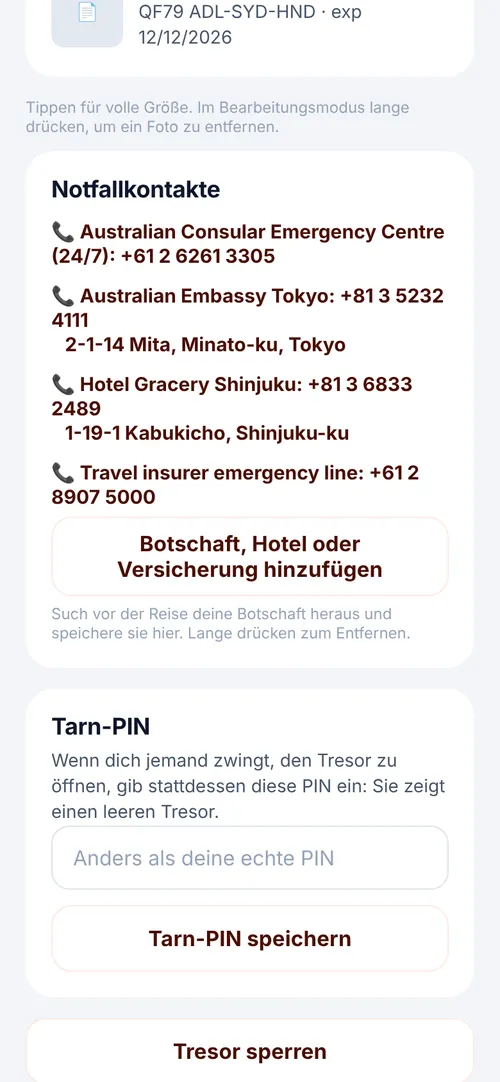 QF79 ADL-SYD-HND · exp
12/12/2026
Tippen für volle Größe. Im Bearbeitungsmodus lange
drücken, um ein Foto zu entfernen.
Notfallkontakte
📞 Australian Consular Emergency Centre
(24/7): +61 2 6261 3305
📞 Australian Embassy Tokyo: +81 3 5232
4111
2-1-14 Mita, Minato-ku, Tokyo
📞 Hotel Gracery Shinjuku: +81 3 6833
2489
1-19-1 Kabukicho, Shinjuku-ku
📞 Travel insurer emergency line: +61 2
8907 5000
Botschaft, Hotel oder
Versicherung hinzufügen
Such vor der Reise deine Botschaft heraus und
speichere sie hier. Lange drücken zum Entfernen.
Tarn-PIN
Wenn dich jemand zwingt, den Tresor zu
öffnen, gib stattdessen diese PIN ein: Sie zeigt
einen leeren Tresor.
Anders als deine echte PIN
Tarn-PIN speichern
Tresor sperren